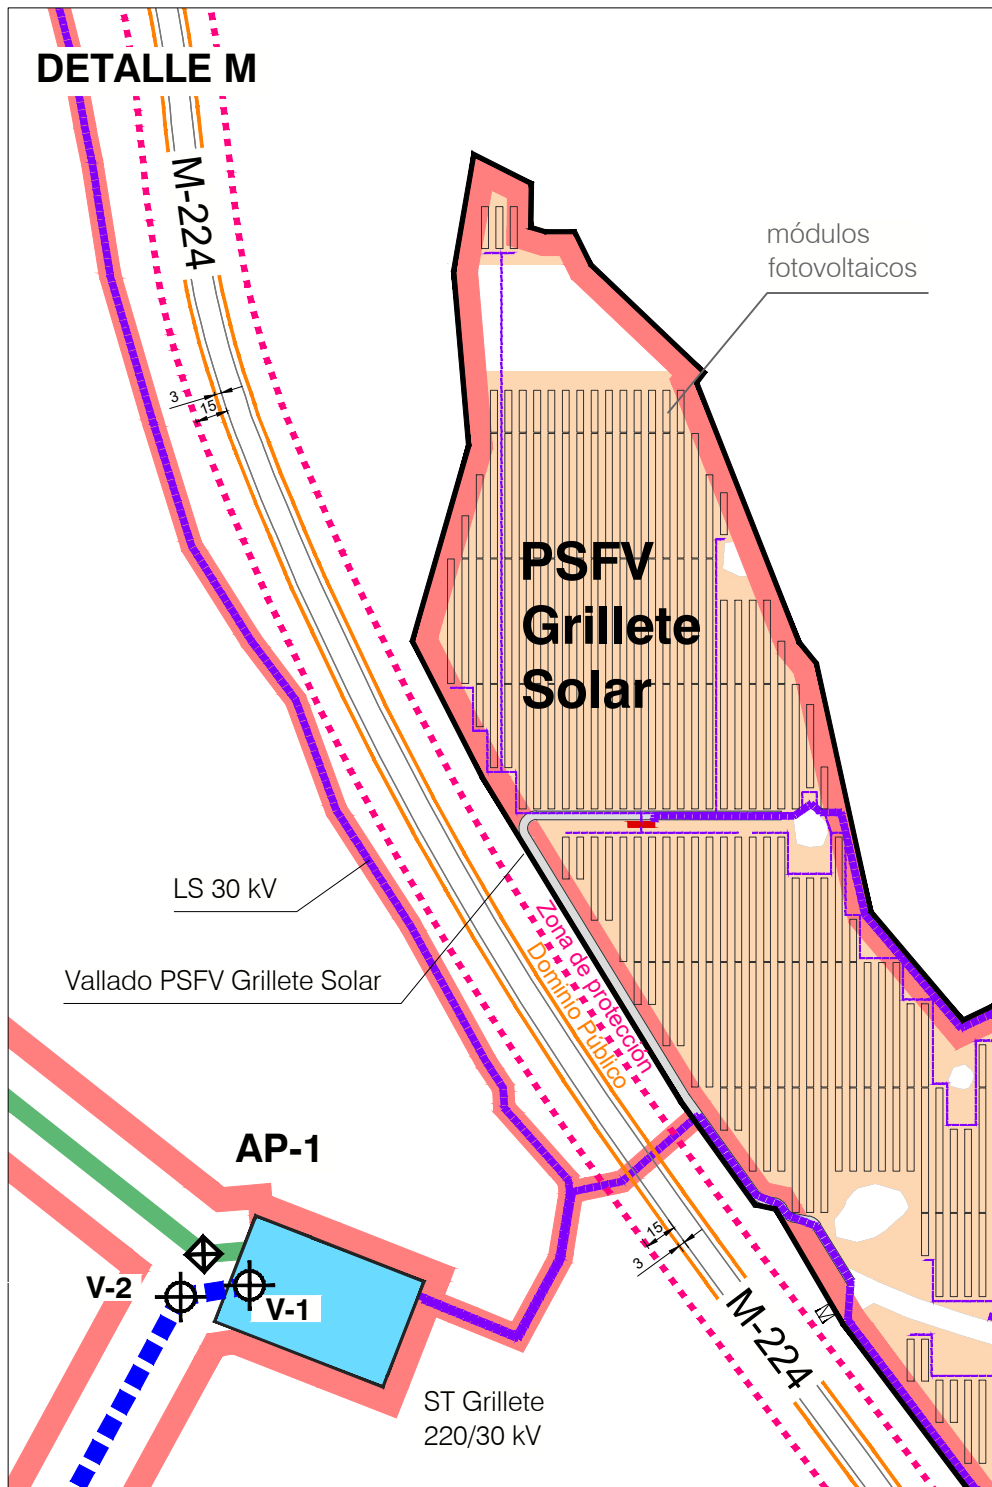 DETALLE M
M-224
módulos
fotovoltaicos
3
15
PSFV
Grillete
Solar
LS 30 kV
Zona de protección
Dominio Público
Vallado PSFV Grillete Solar
AP-1
15
3
V-2
V-1
M-224
M
ST Grillete
220/30 kV